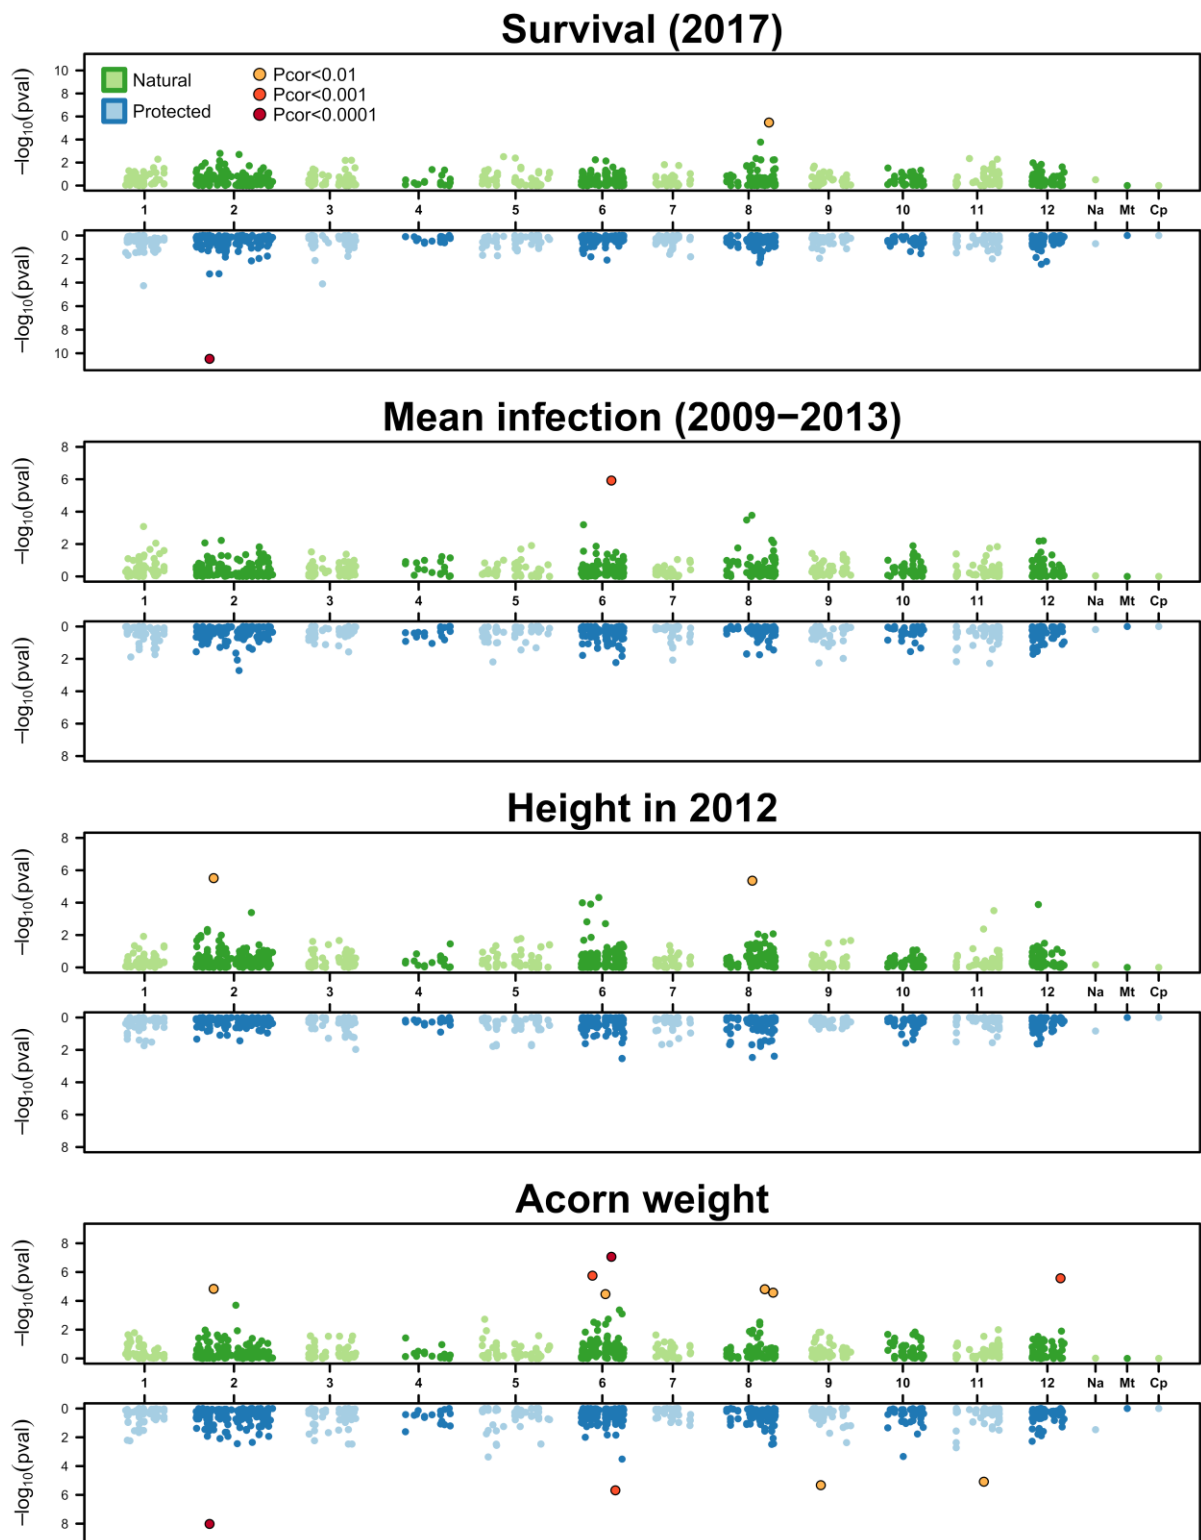 Survival (2017)
−log10(pval)
10
8
6
4
2
0
Natural
Protected
Pcor<0.01
Pcor<0.001
Pcor<0.0001
1 2 3 4 5 6 7 8 9 10 11 12 Na Mt Cp
−log10(pval)
0
2
4
6
8
10
Mean infection (2009−2013)
−log10(pval)
8
6
4
2
0
1 2 3 4 5 6 7 8 9 10 11 12 Na Mt Cp
−log10(pval)
0
2
4
6
8
Height in 2012
−log10(pval)
8
6
4
2
0
1 2 3 4 5 6 7 8 9 10 11 12 Na Mt Cp
−log10(pval)
0
2
4
6
8
Acorn weight
−log10(pval)
8
6
4
2
0
1 2 3 4 5 6 7 8 9 10 11 12 Na Mt Cp
−log10(pval)
0
2
4
6
8